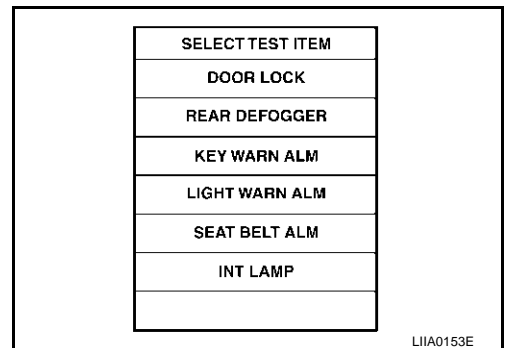 SELECT TEST ITEM
DOOR LOCK
REAR DEFOGGER
KEY WARN ALM
LIGHT WARN ALM
SEAT BELT ALM
INT LAMP
LIIA0153E